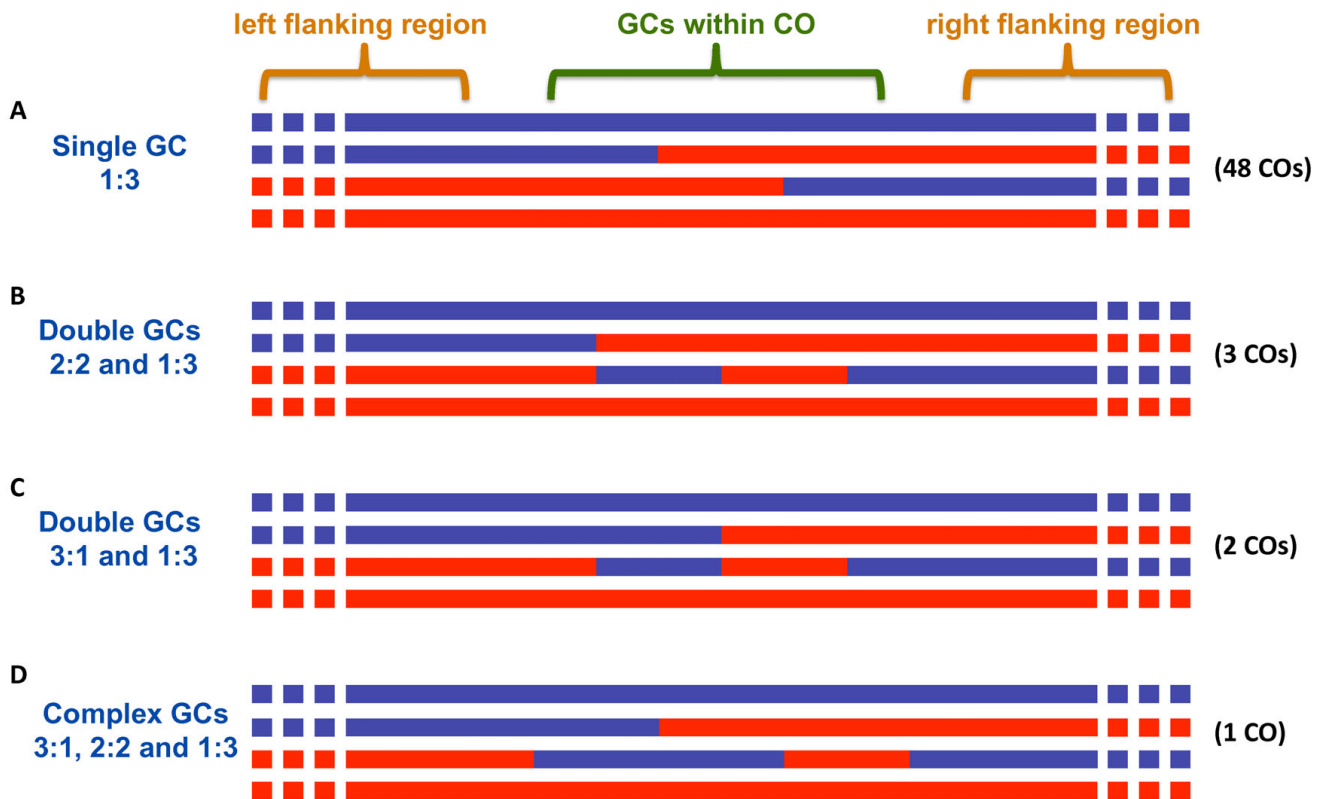 left flanking region
GCs within CO
right flanking region
A
Single GC
1:3
(48 COs)
B
Double GCs
2:2 and 1:3
(3 COs)
C
Double GCs
3:1 and 1:3
(2 COs)
D
Complex GCs
3:1, 2:2 and 1:3
(1 CO)